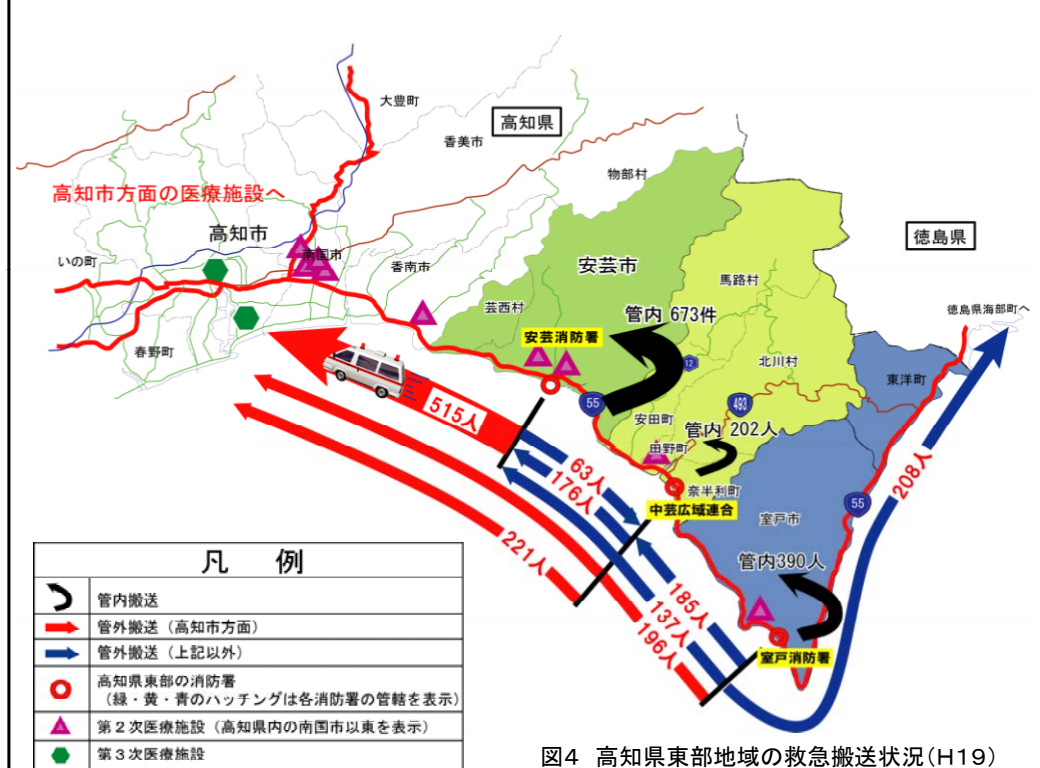 大豊町
高知県
香美市
物部村
高知市方面の医療施設へ
高知市
南国市
徳島県
いの町
香南市
安芸市
馬路村
芸西村
管内 673件
徳島県海部町へ
安芸消防署
春野町
12
北川村
東洋町
55
493
515人
安田町
管内 202人
田野町
63人
208人
176人
奈半利町
55
中芸広域連合
室戸市
221人
管内390人
185人
137人
196人
室戸消防署
凡 例
管内搬送
管外搬送（高知市方面）
管外搬送（上記以外）
高知県東部の消防署
（緑・黄・青のハッチングは各消防署の管轄を表示）
第２次医療施設（高知県内の南国市以東を表示）
第３次医療施設
図4 高知県東部地域の救急搬送状況(H19)